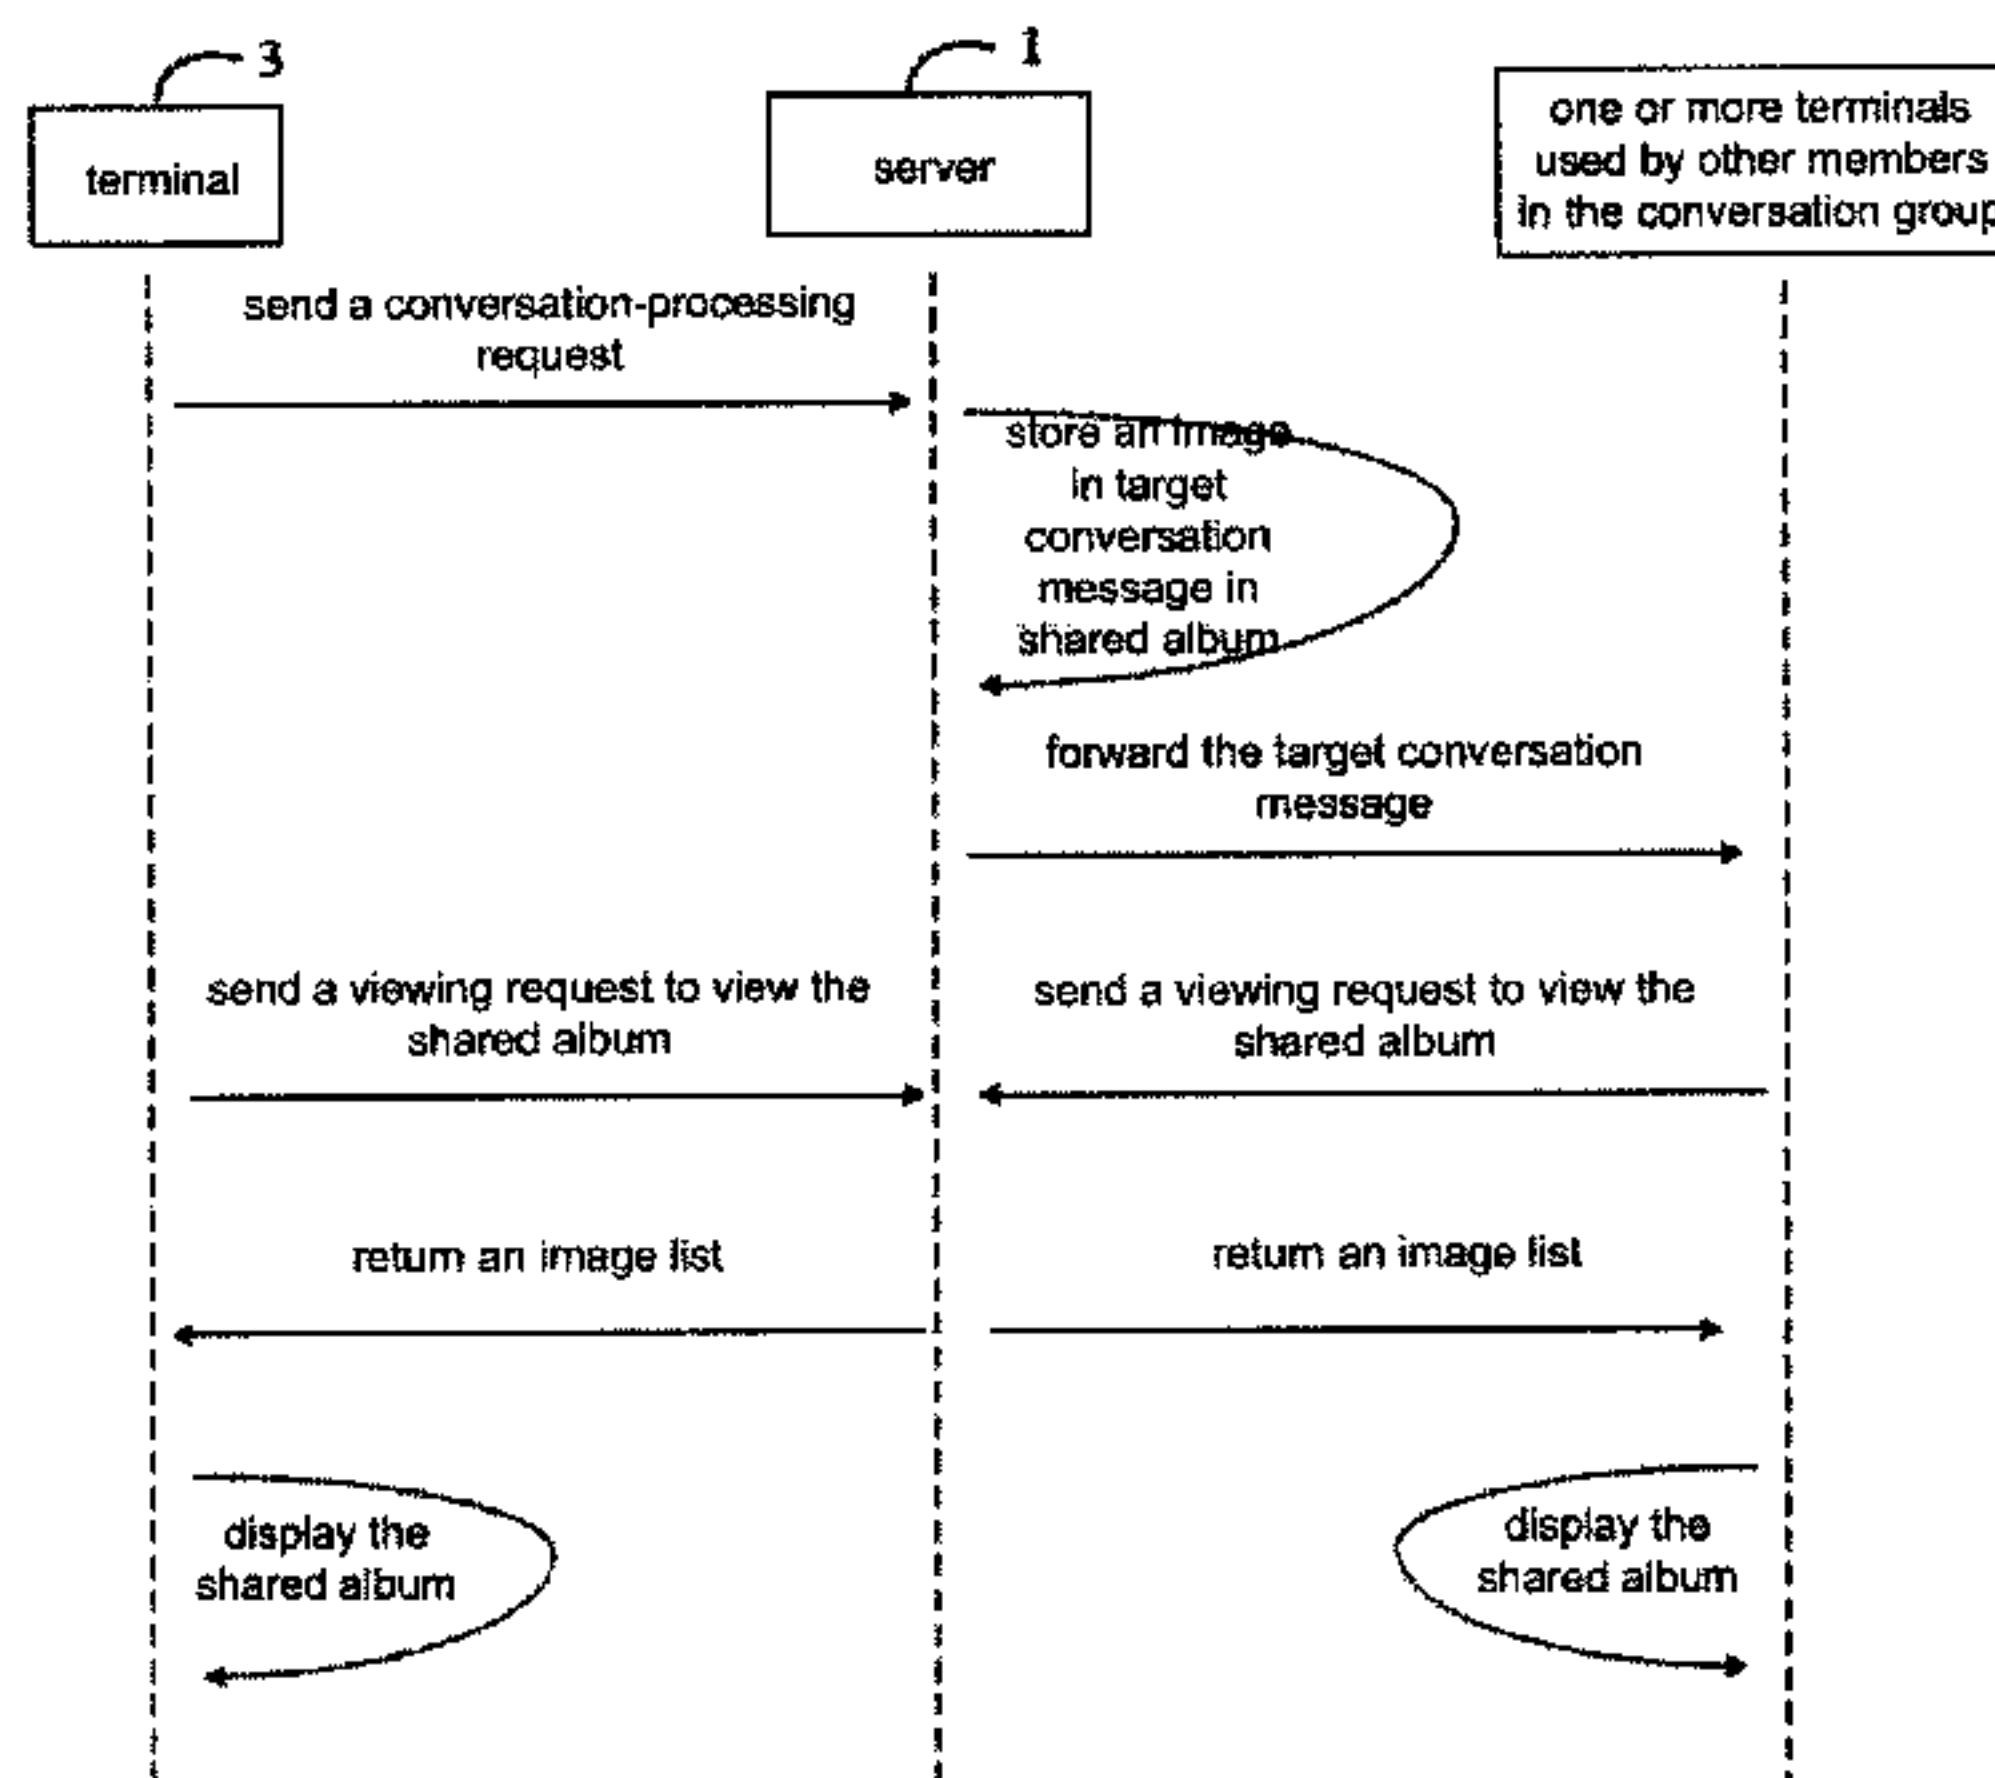 3
1
terminal
server
one or more terminals
used by other members
in the conversation group
send a conversation-processing
request
store an image
in target
conversation
message in
shared album
forward the target conversation
message
send a viewing request to view the
shared album
send a viewing request to view the
shared album
return an image list
return an image list
display the
shared album
display the
shared album